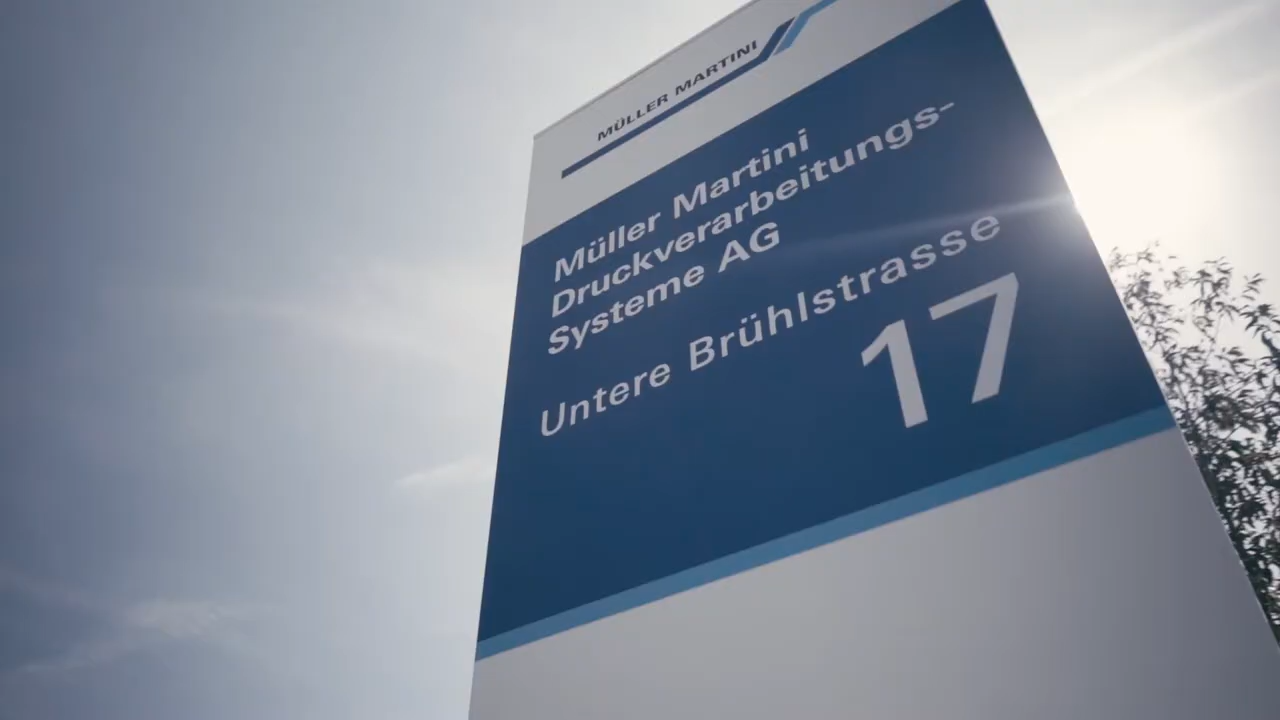 MÜLLER MARTINI
Müller Martini
Druckverarbeitungs-
Systeme AG
Untere Brühlstrasse
17